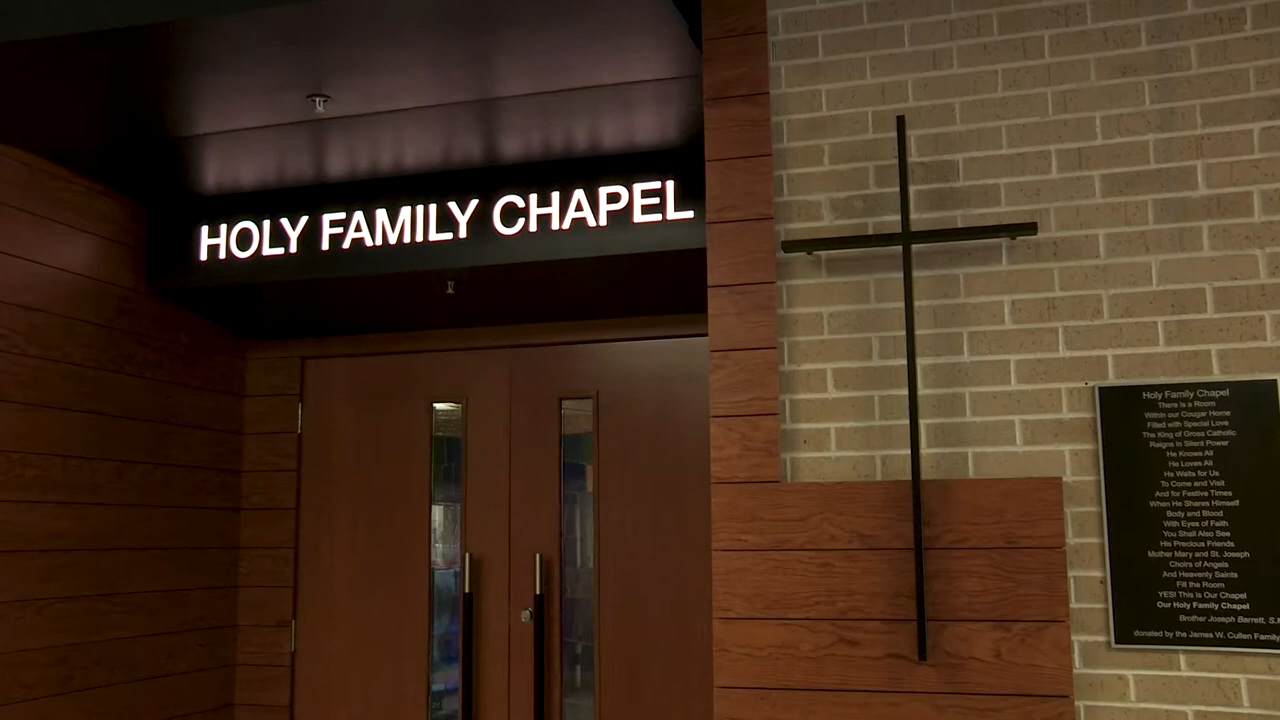 HOLY FAMILY CHAPEL
Holy Family Chapel
There is a Room
Within our Cougar Home
Filled with Special Love
The King of Gross Catholic
Reigns in Silent Power
He Knows All
He Loves All
He Waits for Us
To Come and Visit
And for Festive Times
When He Shares Himself
Body and Blood
With Eyes of Faith
You Shall Also See
His Precious Friends
Mother Mary and St. Joseph
Choirs of Angels
And Heavenly Saints
Fill the Room
YES! This is Our Chapel
Our Holy Family Chapel
Brother Joseph Barrett, S.M
donated by the James W. Cullen Family